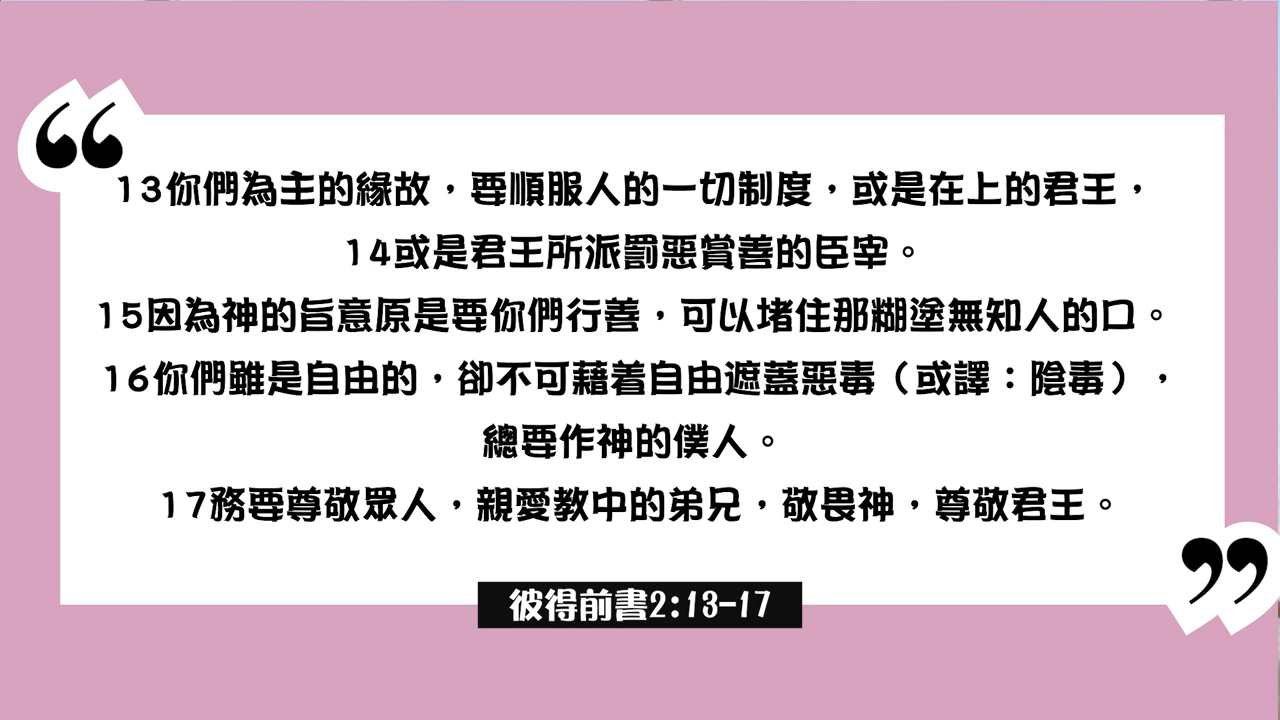 13你們為主的緣故，要順服人的一切制度，或是在上的君王，
14或是君王所派罰惡賞善的臣宰。
15因為神的旨意原是要你們行善，可以堵住那糊塗無知人的口。
16你們雖是自由的，卻不可藉着自由遮蓋惡毒（或譯：陰毒），
總要作神的僕人。
17務要尊敬眾人，親愛教中的弟兄，敬畏神，尊敬君王。
彼得前書2:13-17